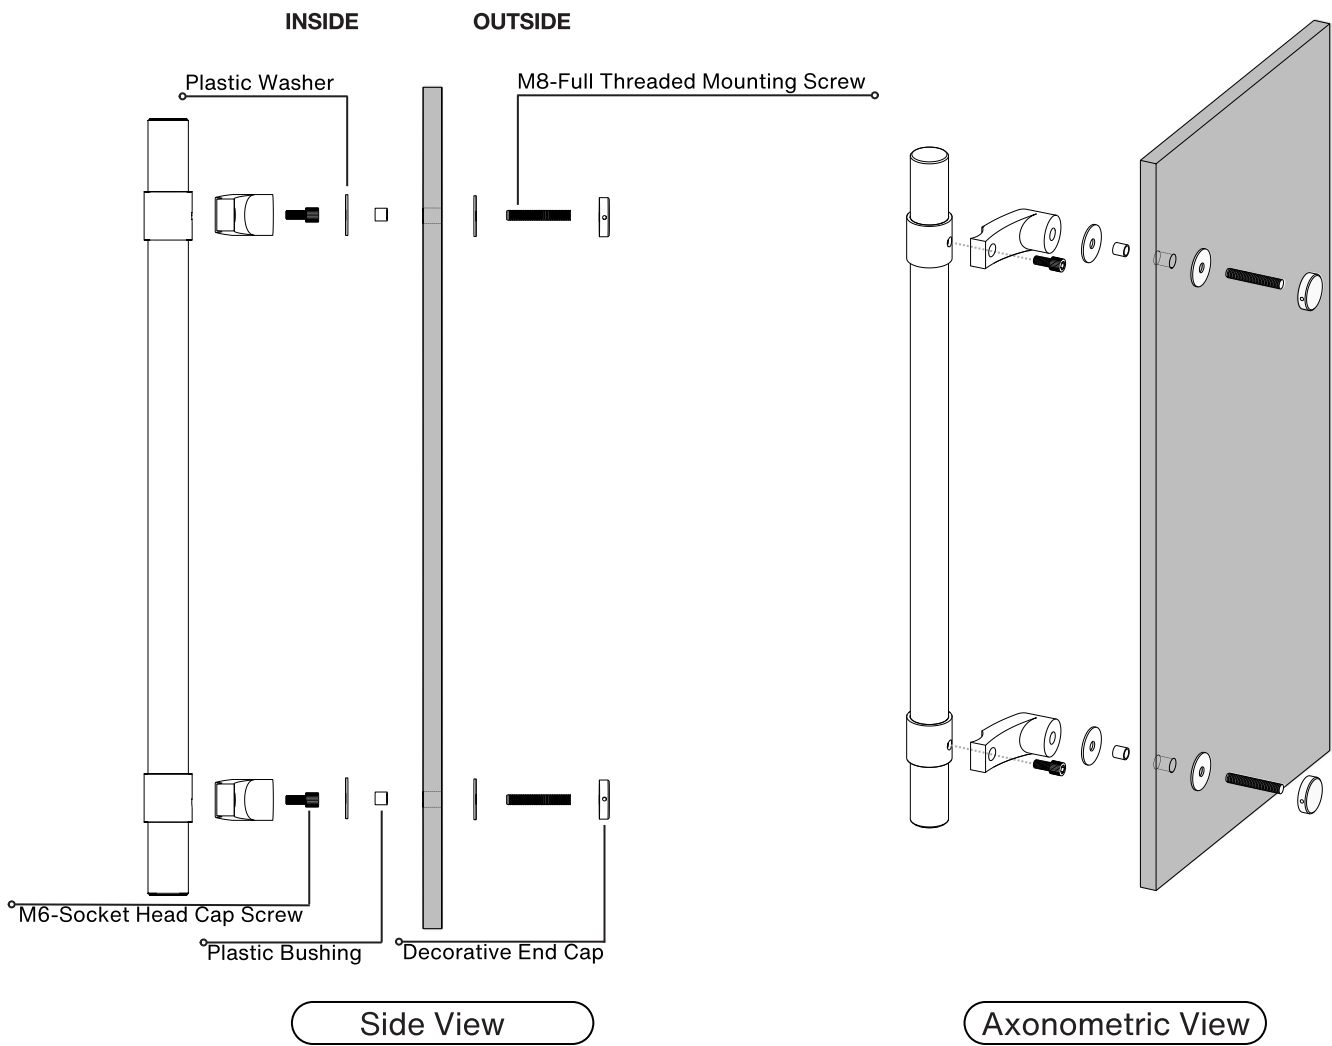 INSIDE
OUTSIDE
Plastic Washer
M8-Full Threaded Mounting Screw
M6-Socket Head Cap Screw
Plastic Bushing
Decorative End Cap
Side View
Axonometric View